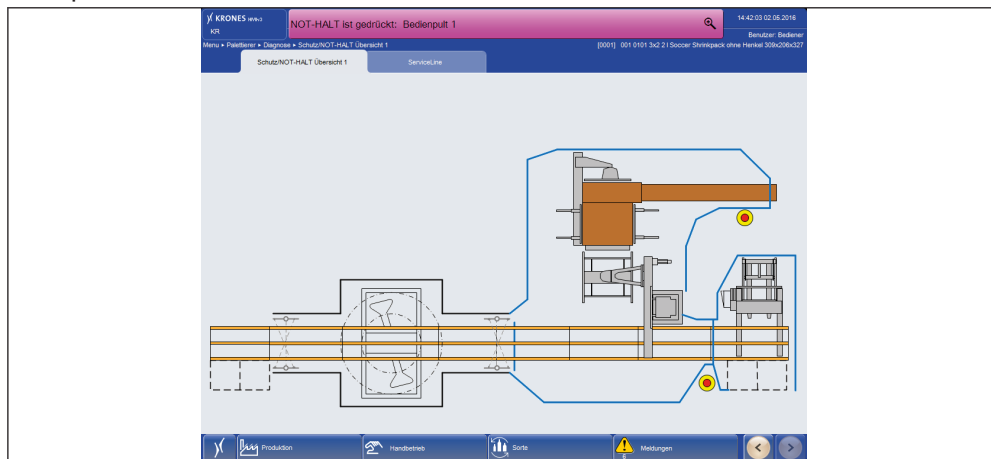 KRONES HMIv3
KR
NOT-HALT ist gedrückt: Bedienpult 1
14:42:03 02.05.2016
Benutzer: Bediener
Menu ▸ Palettierer ▸ Diagnose ▸ Schutz/NOT-HALT Übersicht 1
[0001] 001 0101 3x2 2 l Soccer Shrinkpack ohne Henkel 309x206x327
Schutz/NOT-HALT Übersicht 1
ServiceLine
Produktion
Handbetrieb
Sorte
6
Meldungen